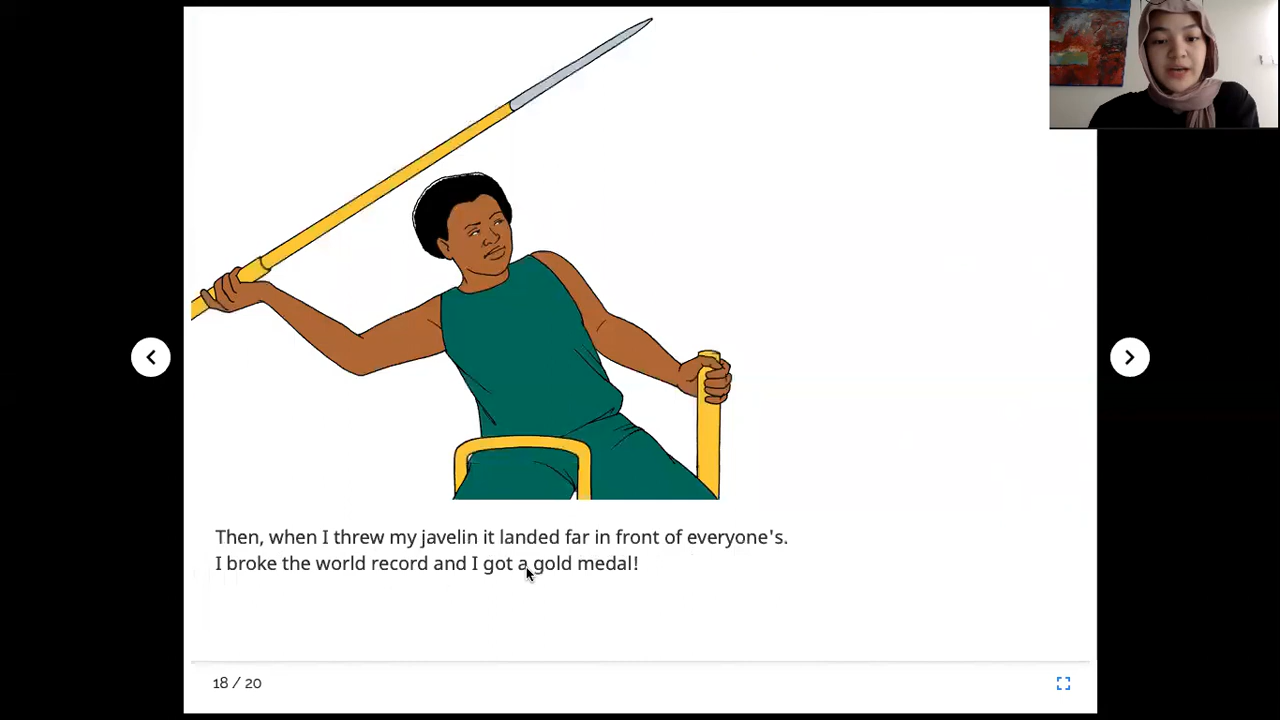 Then, when I threw my javelin it landed far in front of everyone's.
I broke the world record and I got a gold medal!
18 / 20